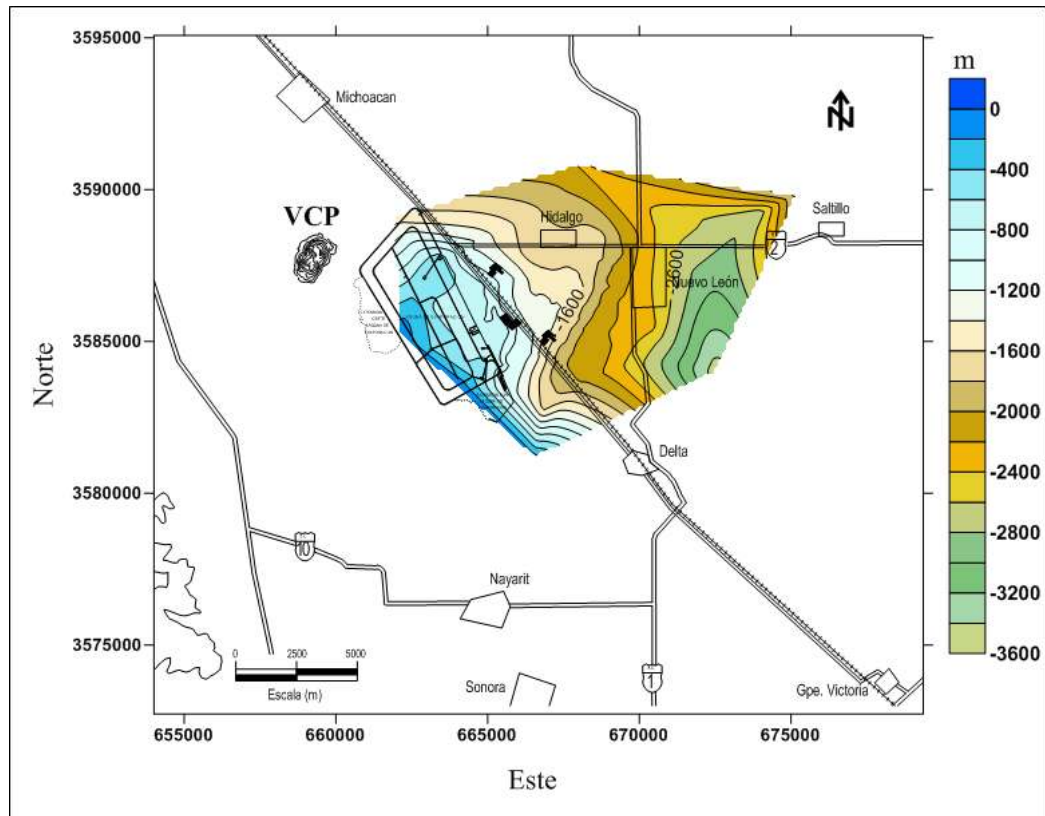 3595000
m
Michoacan
0
N
-400
3590000
VCP
Hidalgo
Saltillo
2
-800
-1200
-2600
Nuevo León
-1600
3585000
-1600
-2000
Norte
Delta
-2400
3580000
10
-2800
Nayarit
-3200
3575000
0 2500 5000
Escala (m)
Sonora
1
Gpe. Victoria
-3600
655000 660000 665000 670000 675000
Este